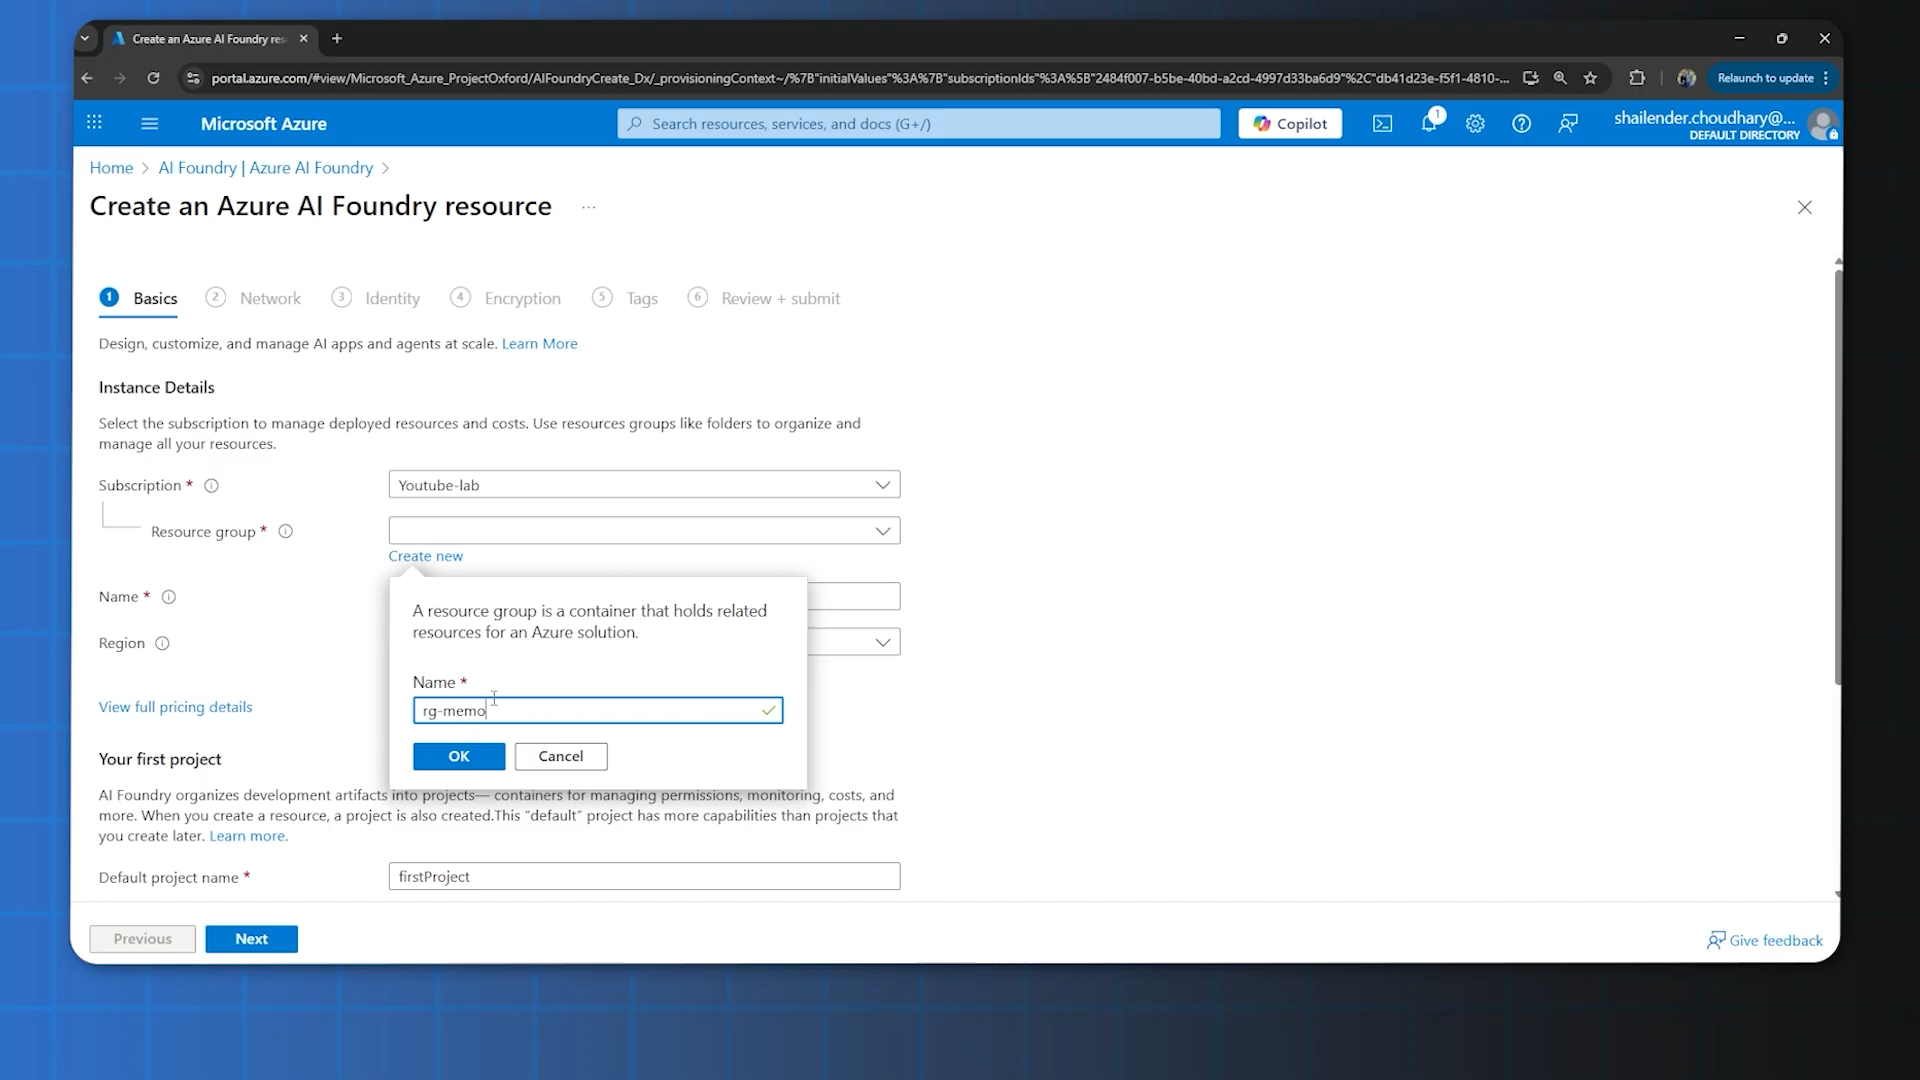 Create an Azure AI Foundry res
portal.azure.com/#view/Microsoft_Azure_ProjectOxford/AIFoundryCreate_Dx/_provisioningContext~/%7B"initialValues"%3A%7B"subscriptionIds"%3A%5B"2484f007-b5be-40bd-a2cd-4997d33ba6d9"%2C"db41d23e-f5f1-4810-...
Relaunch to update
Microsoft Azure
Search resources, services, and docs (G+/)
Copilot
1
shailender.choudhary@...
DEFAULT DIRECTORY
Home > AI Foundry | Azure AI Foundry >
Create an Azure AI Foundry resource ...
1 Basics 2 Network 3 Identity 4 Encryption 5 Tags 6 Review + submit
Design, customize, and manage AI apps and agents at scale. Learn More
Instance Details
Select the subscription to manage deployed resources and costs. Use resources groups like folders to organize and
manage all your resources.
Subscription *
Youtube-lab
Resource group *
Create new
Name *
Region
A resource group is a container that holds related
resources for an Azure solution.
Name *
rg-memo
OK
Cancel
View full pricing details
Your first project
AI Foundry organizes development artifacts into projects— containers for managing permissions, monitoring, costs, and
more. When you create a resource, a project is also created.This "default" project has more capabilities than projects that
you create later. Learn more.
Default project name *
firstProject
Previous
Next
Give feedback